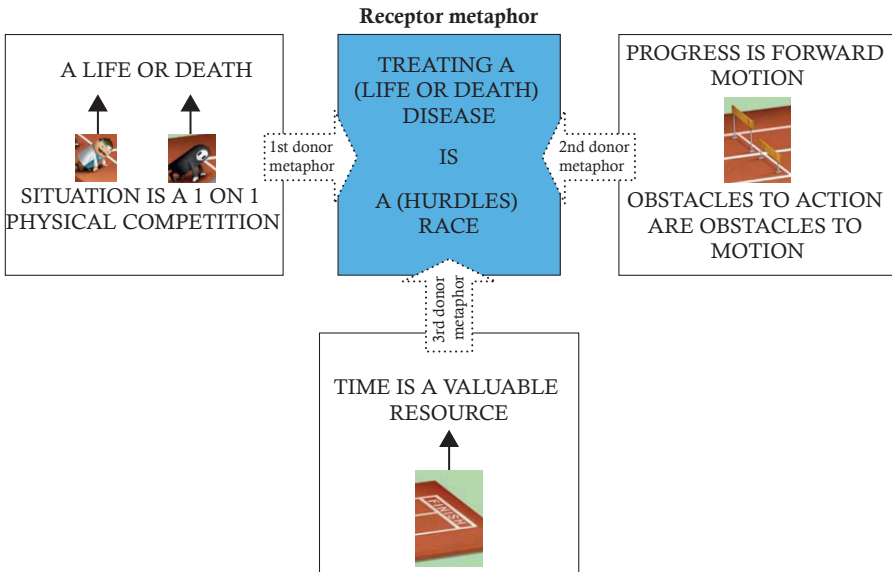 Receptor metaphor
A LIFE OR DEATH
SITUATION IS A 1 ON 1
PHYSICAL COMPETITION
1st donor
metaphor
TREATING A
(LIFE OR DEATH)
DISEASE
IS
A (HURDLES)
RACE
2nd donor
metaphor
PROGRESS IS FORWARD
MOTION
OBSTACLES TO ACTION
ARE OBSTACLES TO
MOTION
3rd donor
metaphor
TIME IS A VALUABLE
RESOURCE
FINISH